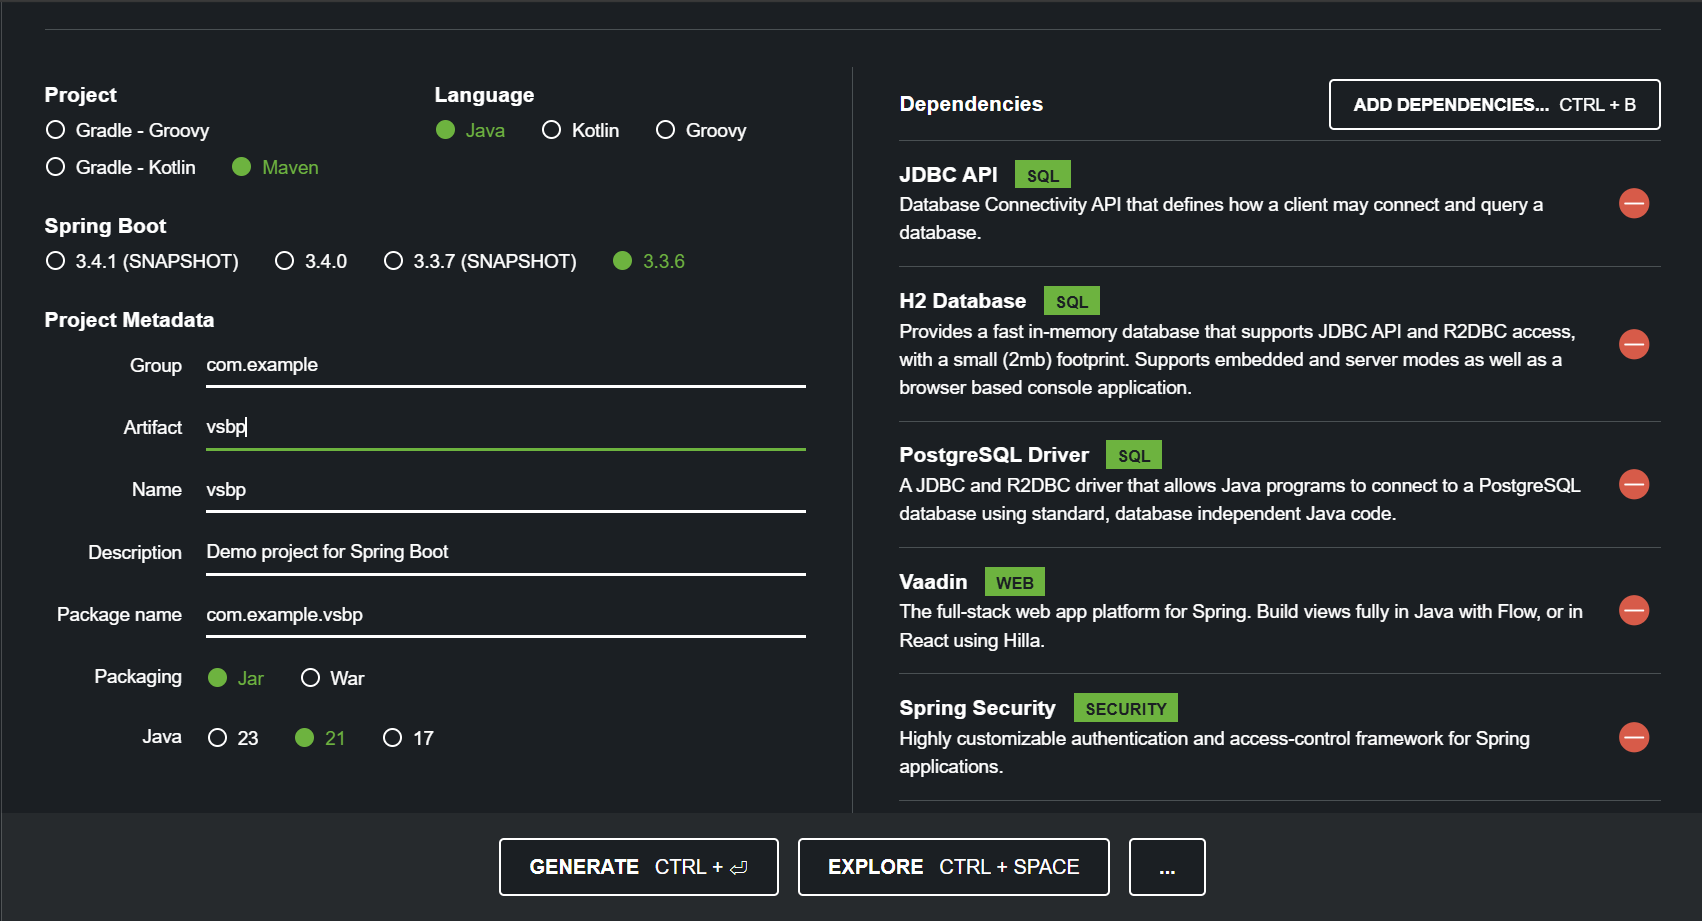 Project
Gradle - Groovy
Gradle - Kotlin Maven
Language
Java Kotlin Groovy
Spring Boot
3.4.1 (SNAPSHOT) 3.4.0 3.3.7 (SNAPSHOT) 3.3.6
Project Metadata
Group com.example
Artifact vsbp
Name vsbp
Description Demo project for Spring Boot
Package name com.example.vsbp
Packaging Jar War
Java 23 21 17
Dependencies
ADD DEPENDENCIES... CTRL + B
JDBC API SQL
Database Connectivity API that defines how a client may connect and query a
database.
H2 Database SQL
Provides a fast in-memory database that supports JDBC API and R2DBC access,
with a small (2mb) footprint. Supports embedded and server modes as well as a
browser based console application.
PostgreSQL Driver SQL
A JDBC and R2DBC driver that allows Java programs to connect to a PostgreSQL
database using standard, database independent Java code.
Vaadin WEB
The full-stack web app platform for Spring. Build views fully in Java with Flow, or in
React using Hilla.
Spring Security SECURITY
Highly customizable authentication and access-control framework for Spring
applications.
GENERATE CTRL + ⏎
EXPLORE CTRL + SPACE
...